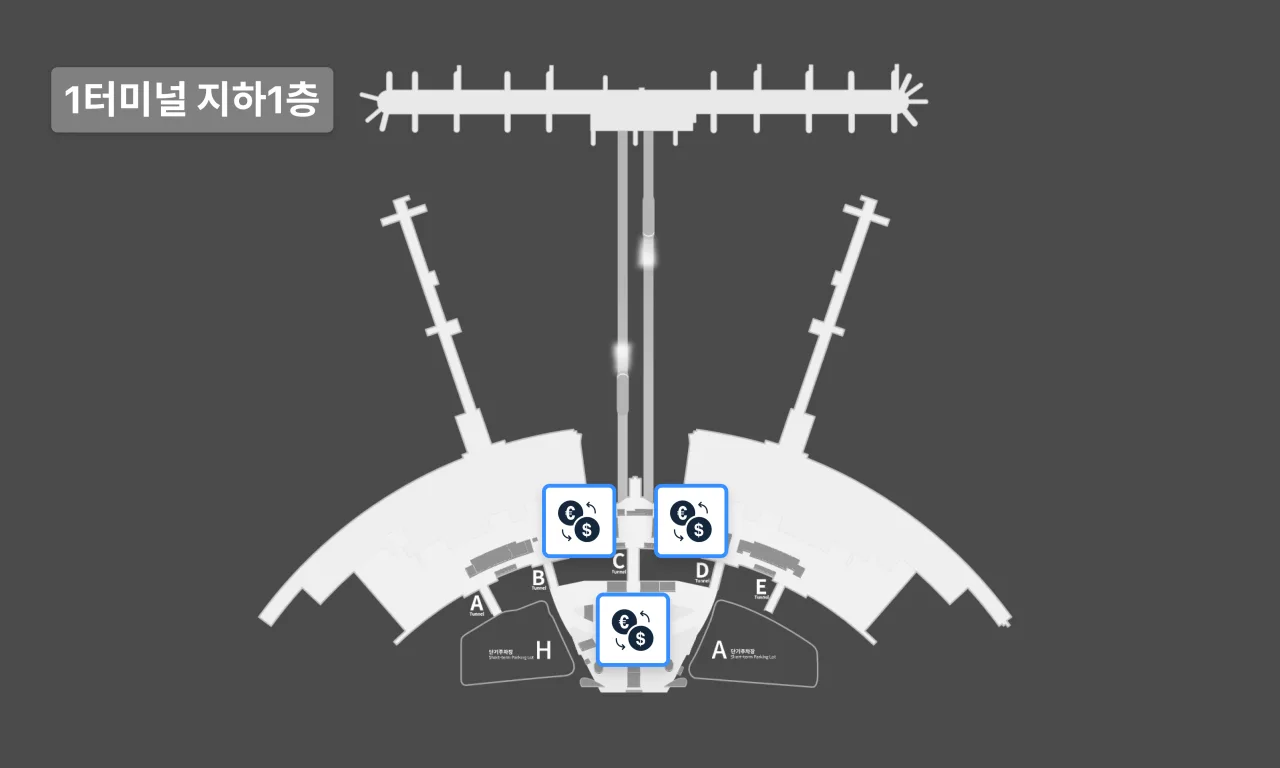 1터미널 지하1층
€
$
€
$
C
Tunnel
D
Tunnel
B
Tunnel
E
Tunnel
A
Tunnel
€
$
단기주차장
Short-term Parking Lot
H
A
단기주차장
Short-term Parking Lot